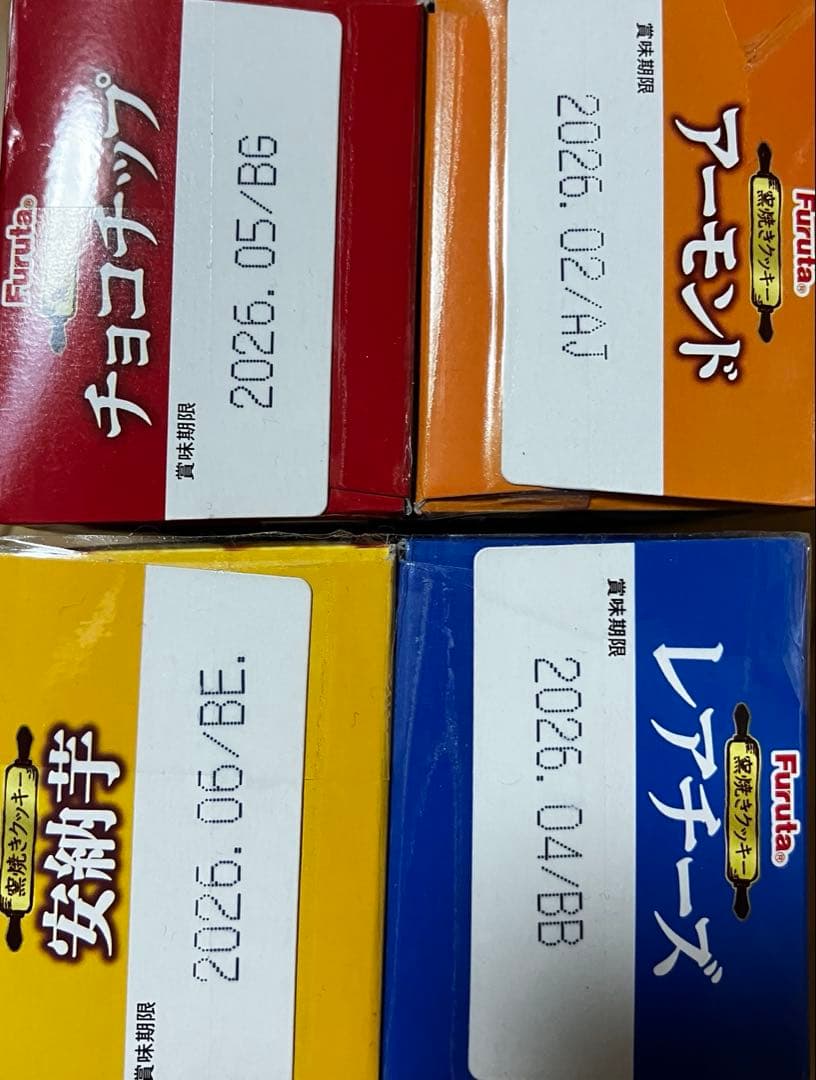 Furuta®
チョコチップ
賞味期限
2026.05/BG
Furuta®
窯焼きクッキー
アーモンド
賞味期限
2026.02/AJ
窯焼きクッキー
安納芋
賞味期限
2026.06/BE.
Furuta®
窯焼きクッキー
レアチーズ
賞味期限
2026.04/BB